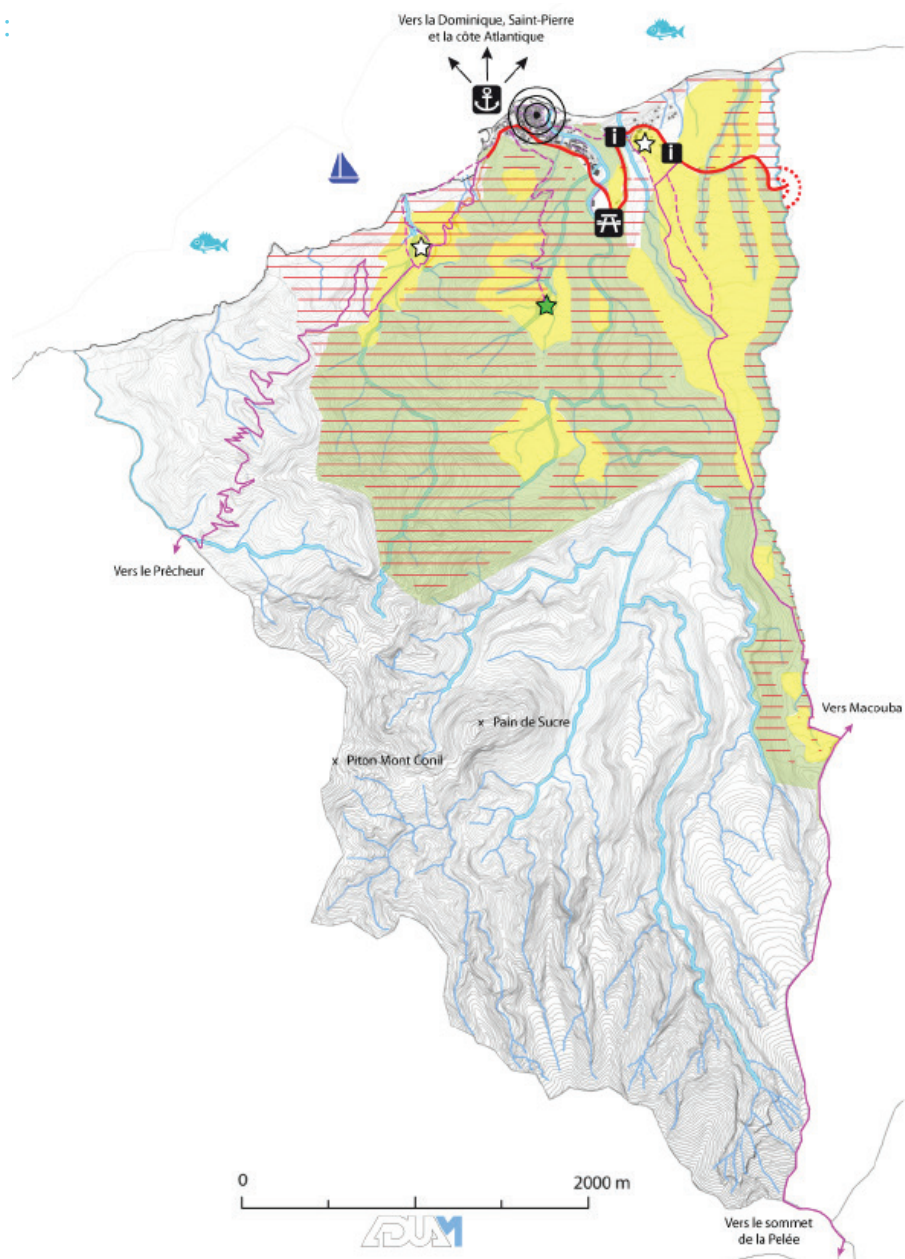 Vers la Dominique, Saint-Pierre
et la côte Atlantique
i
i
Vers le Prêcheur
Vers Macouba
x Pain de Sucre
x Piton Mont Conil
0
2000 m
ADUAM
Vers le sommet
de la Pelée